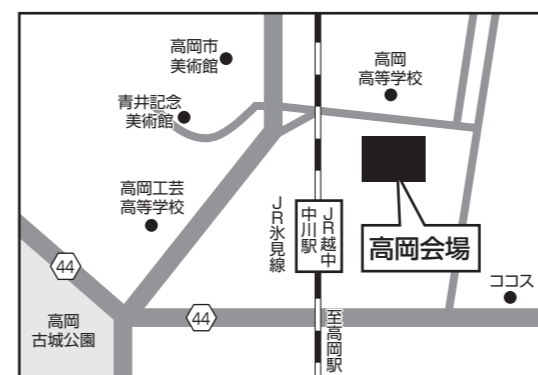 高岡市
美術館
高岡
高等学校
青井記念
美術館
高岡工芸
高等学校
JR氷見線
JR越中
中川駅
高岡会場
ココス
44
44
高岡
古城公園
至高岡駅